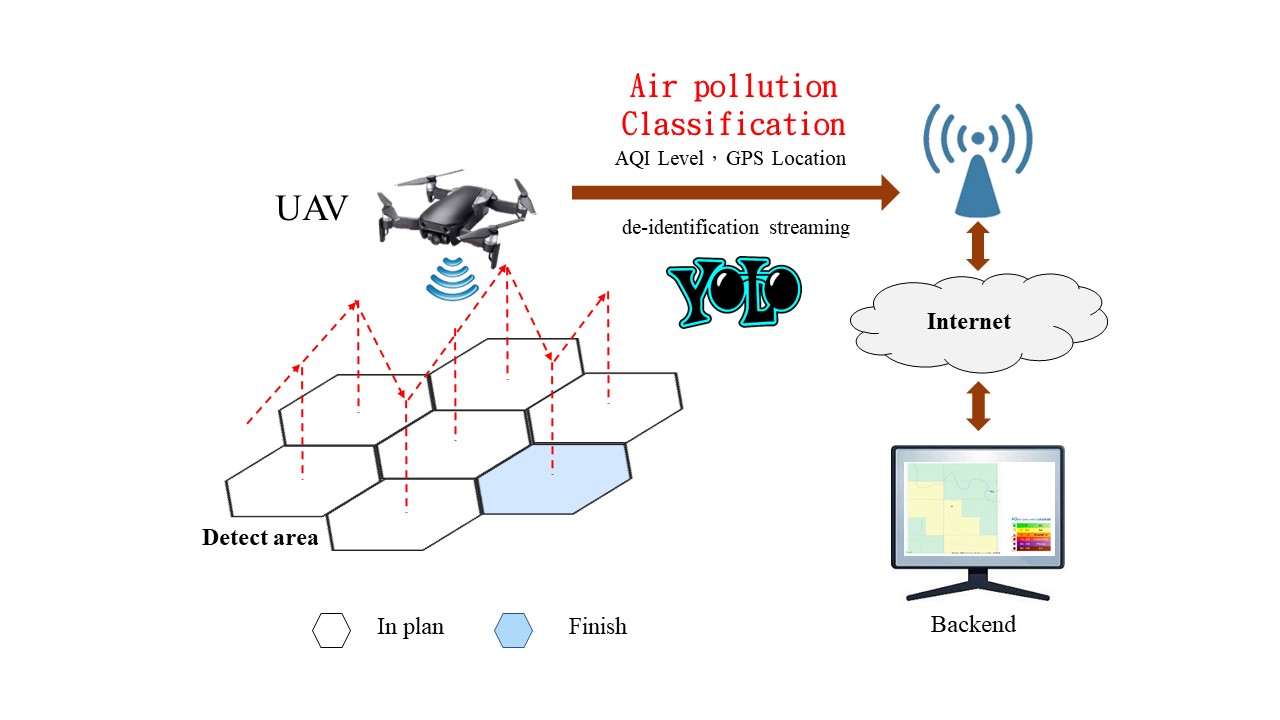 Air pollution
Classification
AQI Level，GPS Location
UAV
de-identification streaming
YOLO
Internet
Detect area
In plan
Finish
Backend